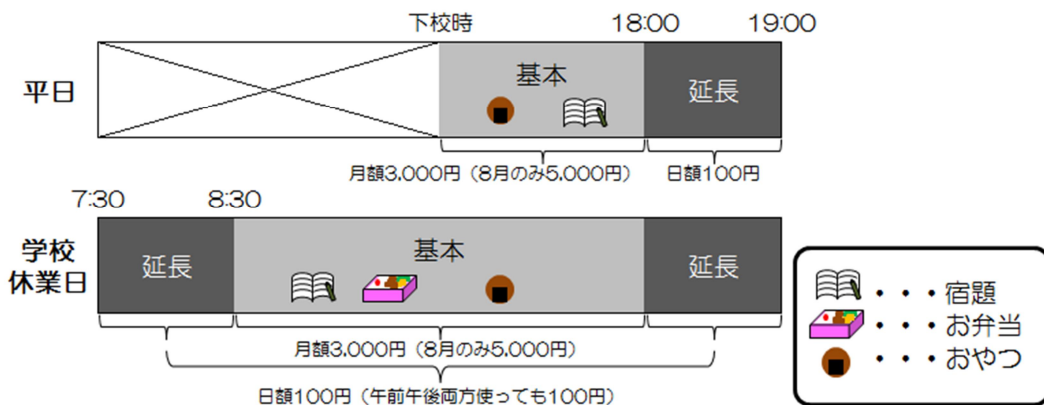 下校時 18:00 19:00
平日
基本
延長
月額3.000円（8月のみ5.000円） 日額100円
7:30 8:30
学校
休業日
延長
基本
延長
月額3.000円（8月のみ5.000円）
日額100円（午前午後両方使っても100円）
・・・宿題
・・・お弁当
・・・おやつ